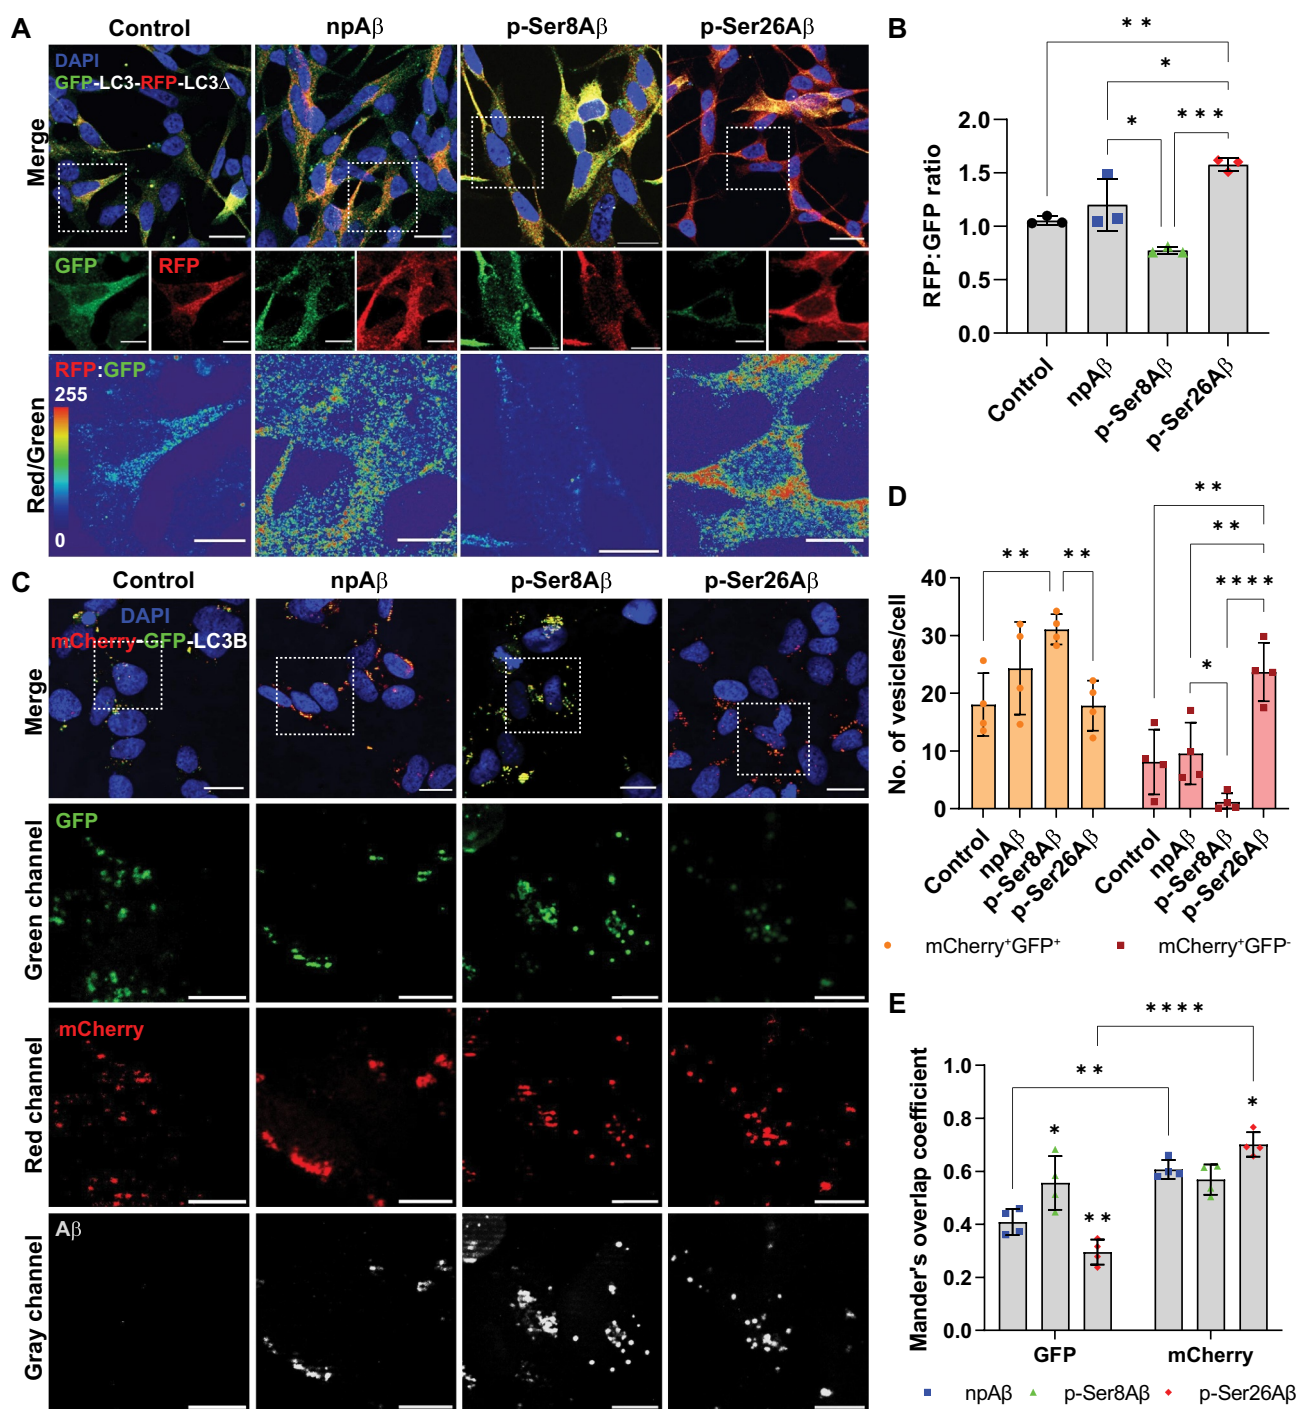 A
Control
npAβ
p-Ser8Aβ
p-Ser26Aβ
Merge
DAPI
GFP-LC3-RFP-LC3Δ
GFP
RFP
Red/Green
RFP:GFP
255
0
B
RFP:GFP ratio
2.0
1.5
1.0
0.5
0.0
**
*
*
***
Control
npAβ
p-Ser8Aβ
p-Ser26Aβ
C
Control
npAβ
p-Ser8Aβ
p-Ser26Aβ
Merge
DAPI
mCherry-GFP-LC3B
Green channel
GFP
Red channel
mCherry
Gray channel
Aβ
D
No. of vesicles/cell
40
30
20
10
0
**
**
**
**
****
*
Control
npAβ
p-Ser8Aβ
p-Ser26Aβ
Control
npAβ
p-Ser8Aβ
p-Ser26Aβ
mCherry⁺GFP⁺
mCherry⁺GFP⁻
E
Mander's overlap coefficient
1.0
0.8
0.6
0.4
0.2
0.0
****
**
*
*
**
GFP
mCherry
npAβ
p-Ser8Aβ
p-Ser26Aβ